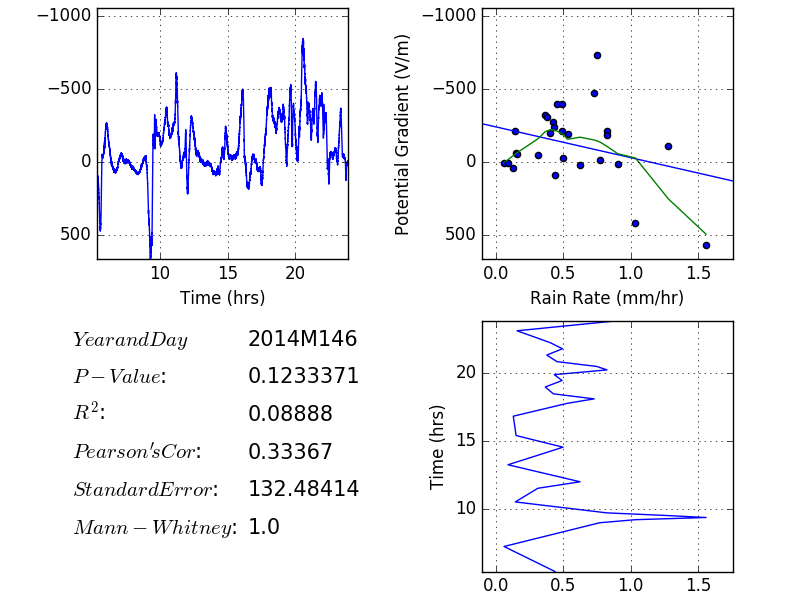 −1000
−500
0
500
10
15
20
Time (hrs)
−1000
−500
0
500
Potential Gradient (V/m)
0.0
0.5
1.0
1.5
Rain Rate (mm/hr)
YearandDay 2014M146
P−Value: 0.1233371
R²: 0.08888
Pearson'sCor: 0.33367
StandardError: 132.48414
Mann−Whitney: 1.0
20
15
10
Time (hrs)
0.0
0.5
1.0
1.5